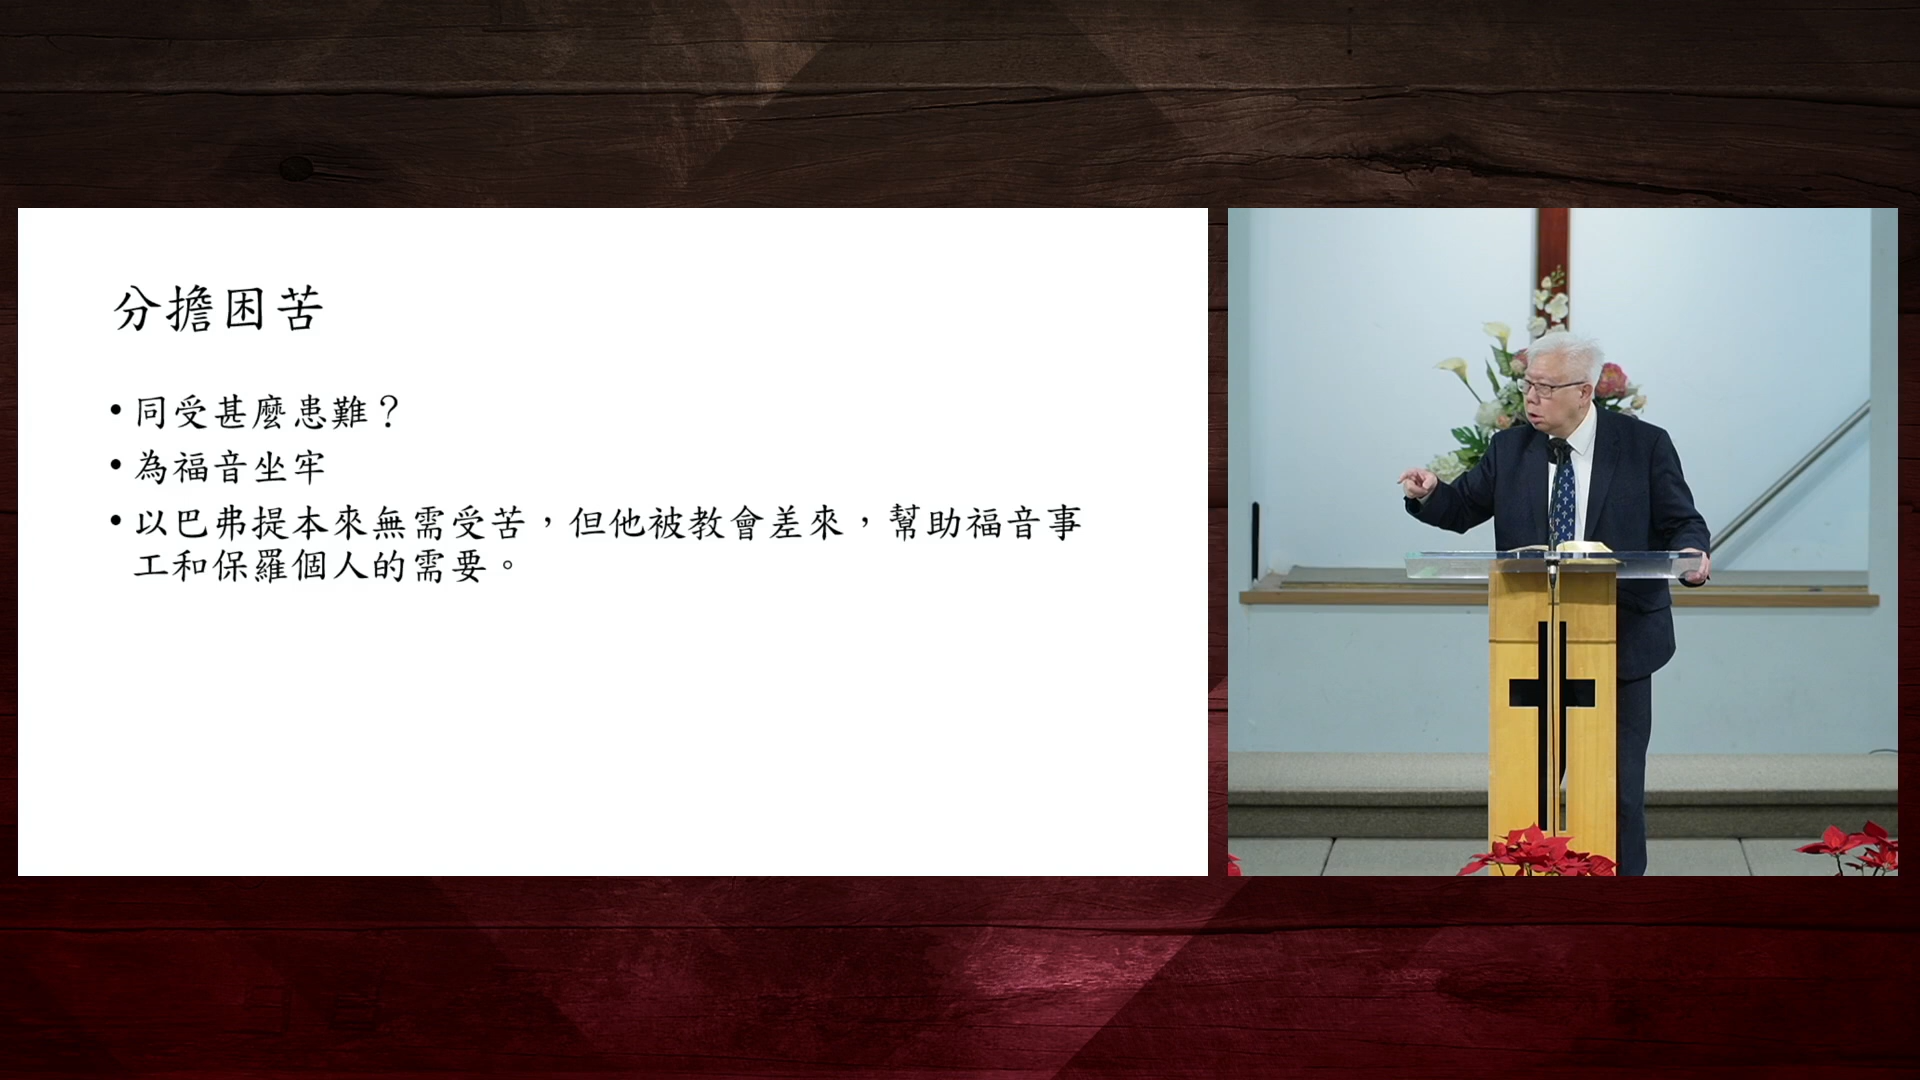 分擔困苦
•同受甚麼患難？
•為福音坐牢
•以巴弗提本來無需受苦，但他被教會差來，幫助福音事
工和保羅個人的需要。